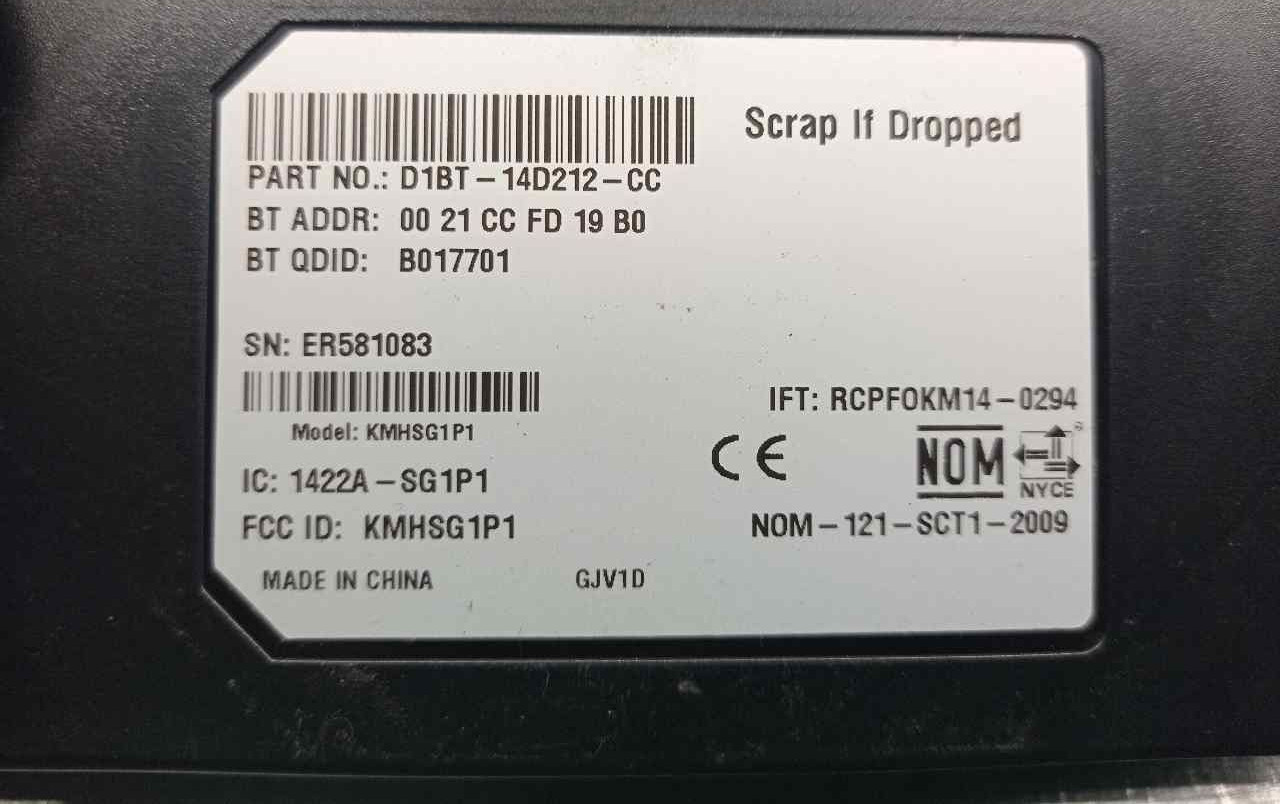 Scrap If Dropped
PART NO.: D1BT-14D212-CC
BT ADDR: 00 21 CC FD 19 B0
BT QDID: B017701
SN: ER581083
IFT: RCPFOKM14-0294
Model: KMHSG1P1
CE
NOM
NYCE
IC: 1422A-SG1P1
FCC ID: KMHSG1P1
NOM-121-SCT1-2009
MADE IN CHINA
GJV1D